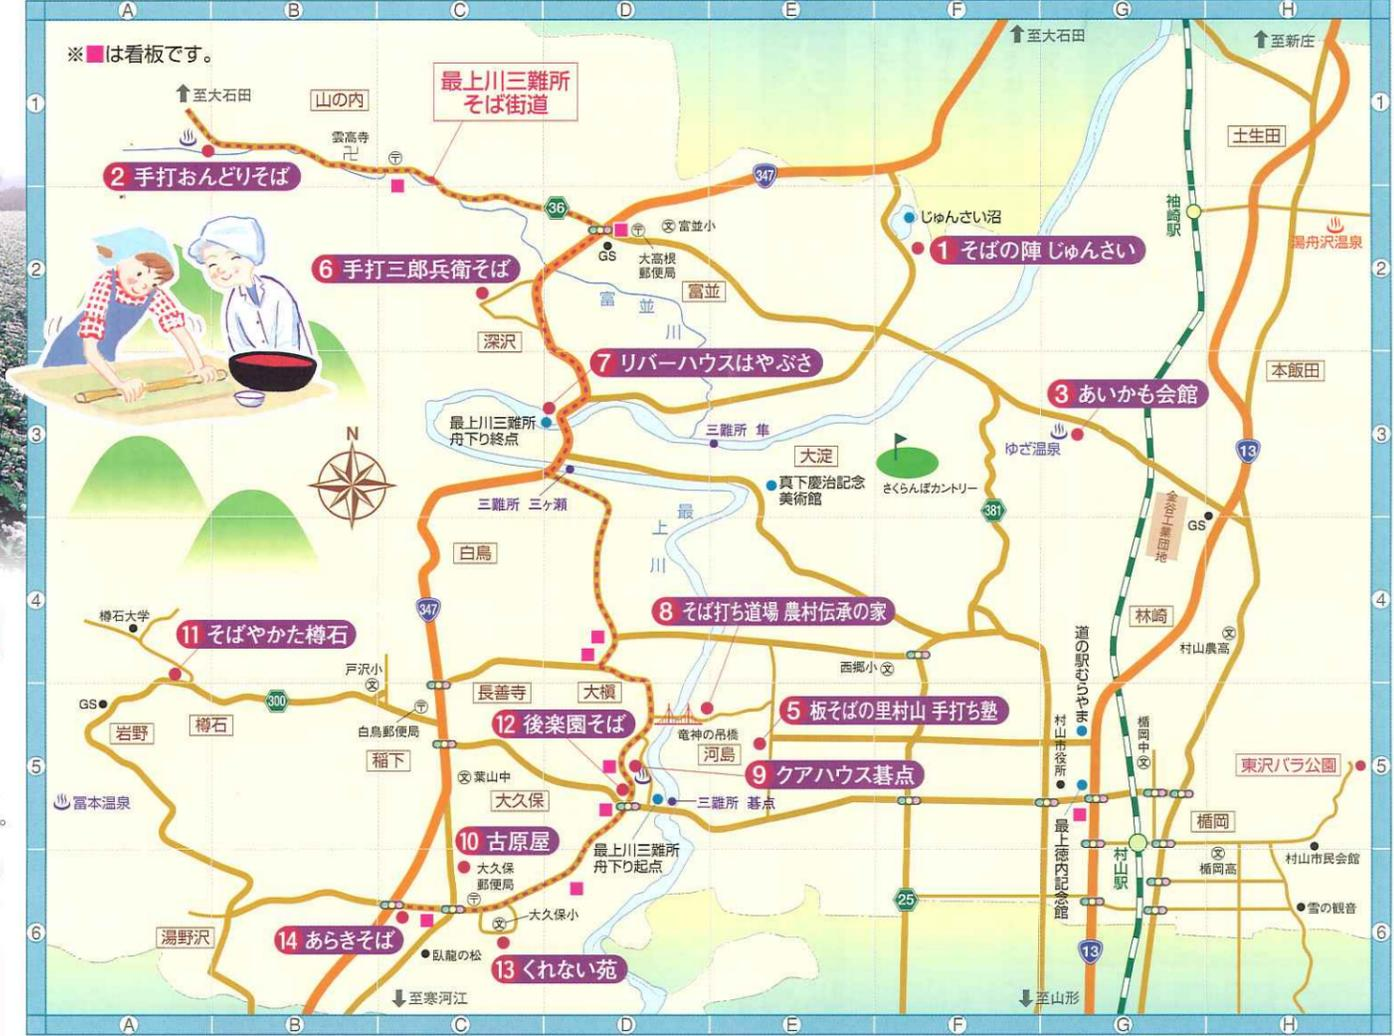 A B C D E F G H
※■は看板です。
至大石田
山の内
最上川三難所
そば街道
雲高寺
2 手打おんどりそば
347
至大石田
至新庄
1
1
土生田
36
文 富並小
GS
大高根
郵便局
じゅんさい沼
1 そばの陣 じゅんさい
袖崎駅
湯舟沢温泉
2
6 手打三郎兵衛そば
富並
富並川
深沢
2
7 リバーハウスはやぶさ
3 あいかも会館
本飯田
最上川三難所
舟下り終点
三難所 隼
大淀
さくらんぼカントリー
ゆざ温泉
13
3
3
N
三難所 三ヶ瀬
真下慶治記念
美術館
最上川
381
GS
金谷工業団地
白鳥
347
4
4
樽石大学
11 そばやかた樽石
8 そば打ち道場 農村伝承の家
林崎
村山農高
文
戸沢小
文
西郷小 文
道の駅むらやま
GS
300
白鳥郵便局
長善寺
大槇
岩野
樽石
12 後楽園そば
竜神の吊橋
河島
5 板そばの里村山 手打ち塾
村山市役所
楯岡中
文
稲下
文 葉山中
9 クアハウス碁点
東沢バラ公園
5
5
冨本温泉
大久保
三難所 碁点
楯岡
10 古原屋
最上川三難所
舟下り起点
最上徳内記念館
村山駅
文
楯岡高
村山市民会館
大久保
郵便局
25
雪の観音
文
大久保小
6
6
湯野沢
14 あらきそば
臥龍の松
13 くれない苑
13
至寒河江
至山形
A B C D E F G H